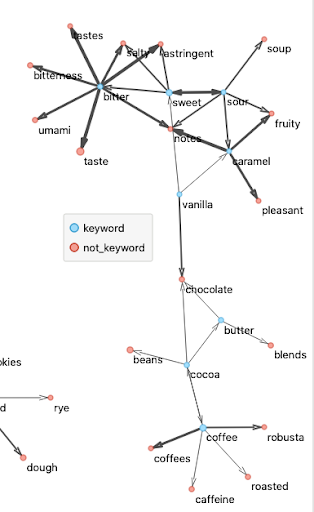 tastes
salty
astringent
soup
bitterness
bitter
sweet
sour
umami
notes
fruity
taste
caramel
vanilla
pleasant
keyword
not_keyword
chocolate
butter
beans
blends
okies
cocoa
d
rye
coffee
robusta
coffees
dough
roasted
caffeine